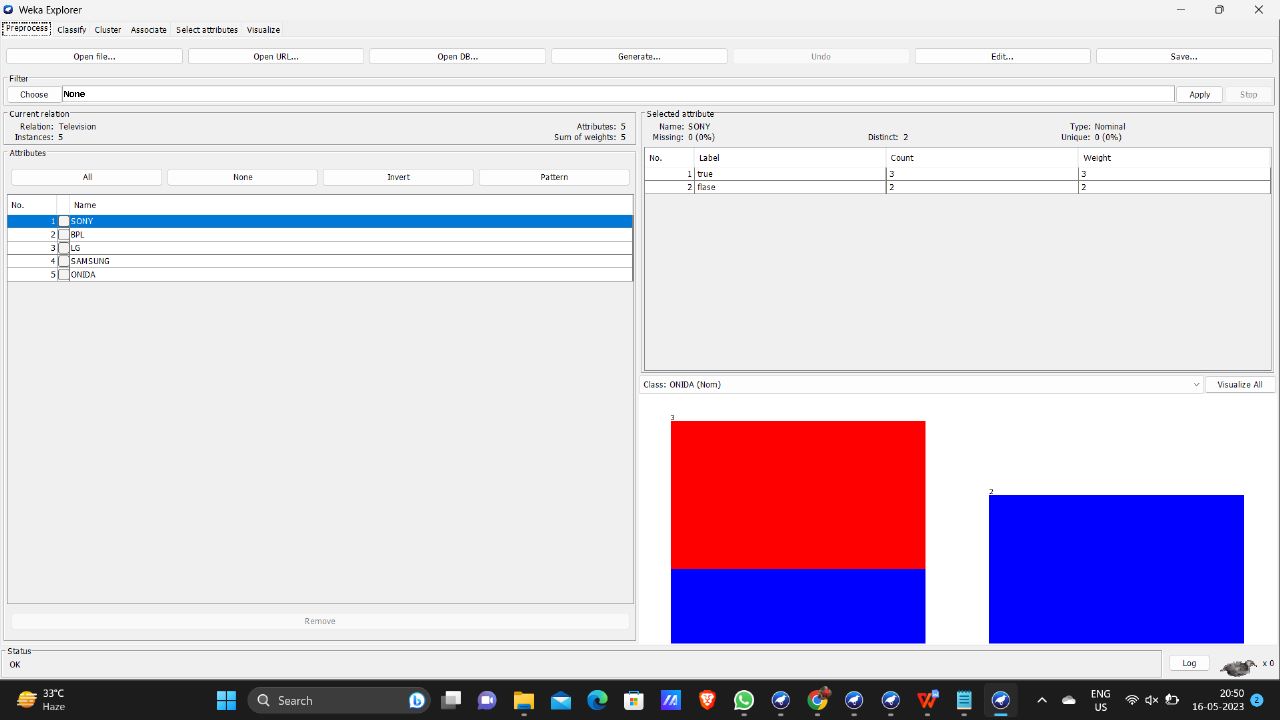 Weka Explorer
Preprocess Classify Cluster Associate Select attributes Visualize
Open file... Open URL... Open DB... Generate... Undo Edit... Save...
Filter
Choose None Apply Stop
Current relation
Relation: Television Attributes: 5
Instances: 5 Sum of weights: 5
Attributes
All None Invert Pattern
No. Name
1 SONY
2 BPL
3 LG
4 SAMSUNG
5 ONIDA
Remove
Selected attribute
Name: SONY Type: Nominal
Missing: 0 (0%) Distinct: 2 Unique: 0 (0%)
No. Label Count Weight
1 true 3 3
2 flase 2 2
Class: ONIDA (Nom) Visualize All
3
2
Status
OK Log x 0
33°C
Haze
Search
ENG
US
20:50
16-05-2023
2